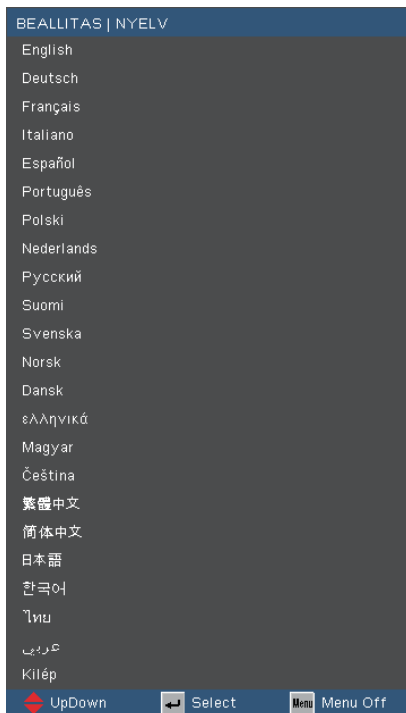 BEALLITAS | NYELV
English
Deutsch
Français
Italiano
Español
Português
Polski
Nederlands
Русский
Suomi
Svenska
Norsk
Dansk
ελληνικά
Magyar
Čeština
繁體中文
简体中文
日本語
한국어
ไทย
عربي
Kilép
UpDown Select Menu Menu Off